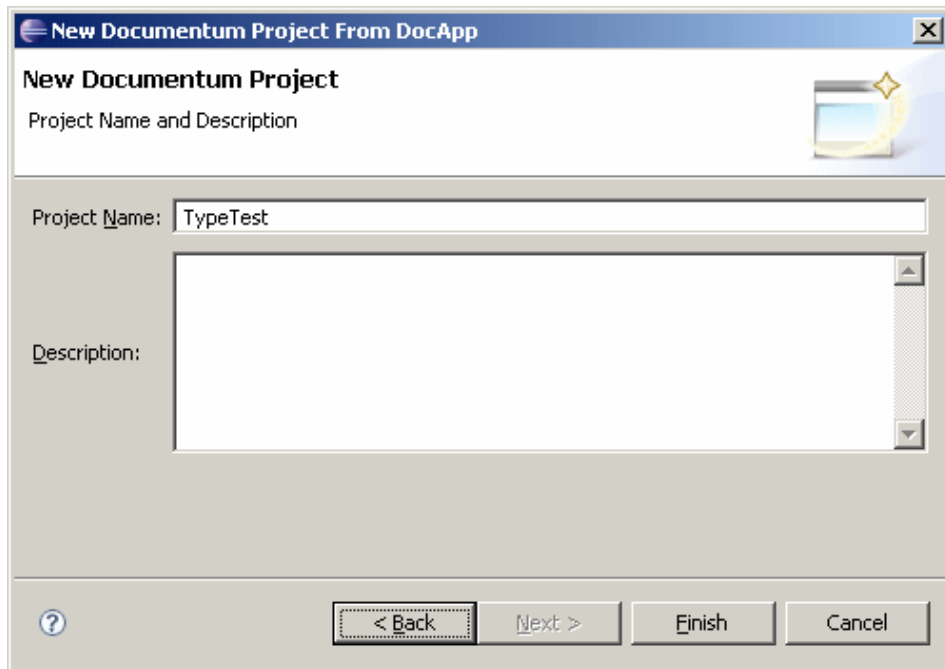 New Documentum Project From DocApp
New Documentum Project
Project Name and Description
Project Name: TypeTest
Description:
< Back Next > Finish Cancel